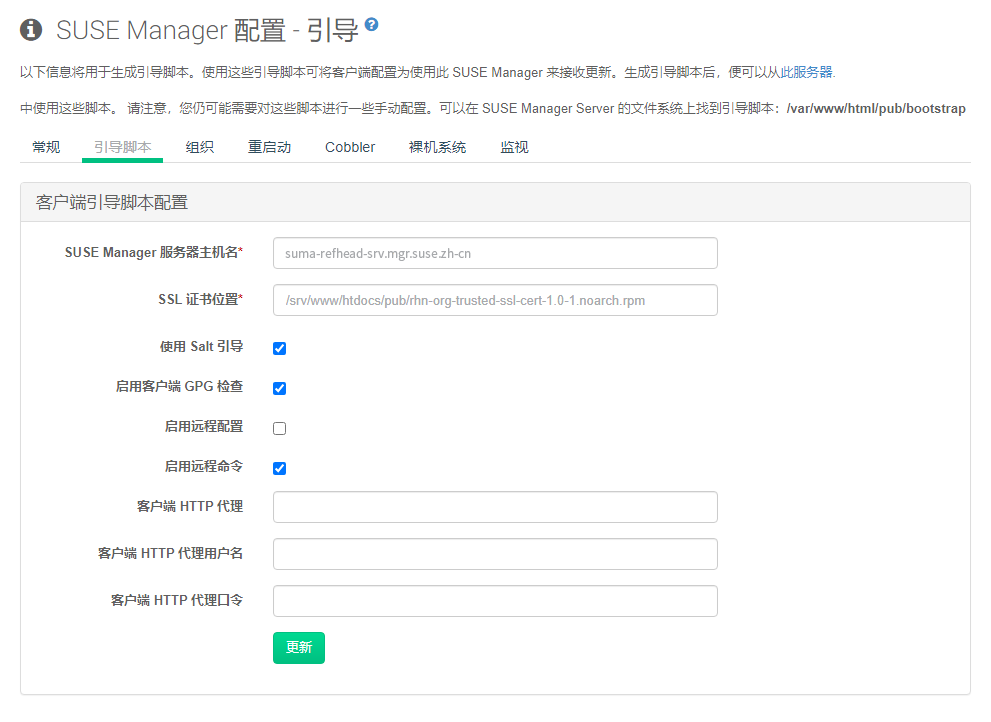 SUSE Manager 配置 - 引导
以下信息将用于生成引导脚本。使用这些引导脚本可将客户端配置为使用此 SUSE Manager 来接收更新。生成引导脚本后，便可以从此服务器.
中使用这些脚本。 请注意，您仍可能需要对这些脚本进行一些手动配置。可以在 SUSE Manager Server 的文件系统上找到引导脚本：/var/www/html/pub/bootstrap
常规 引导脚本 组织 重启动 Cobbler 裸机系统 监视
客户端引导脚本配置
SUSE Manager 服务器主机名* suma-refhead-srv.mgr.suse.zh-cn
SSL 证书位置* /srv/www/htdocs/pub/rhn-org-trusted-ssl-cert-1.0-1.noarch.rpm
使用 Salt 引导
启用客户端 GPG 检查
启用远程配置
启用远程命令
客户端 HTTP 代理
客户端 HTTP 代理用户名
客户端 HTTP 代理口令
更新